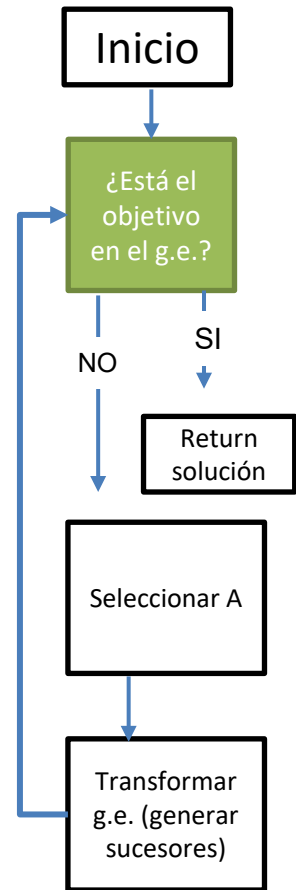 Inicio
¿Está el
objetivo
en el g.e.?
NO
SI
Return
solución
Seleccionar A
Transformar
g.e. (generar
sucesores)